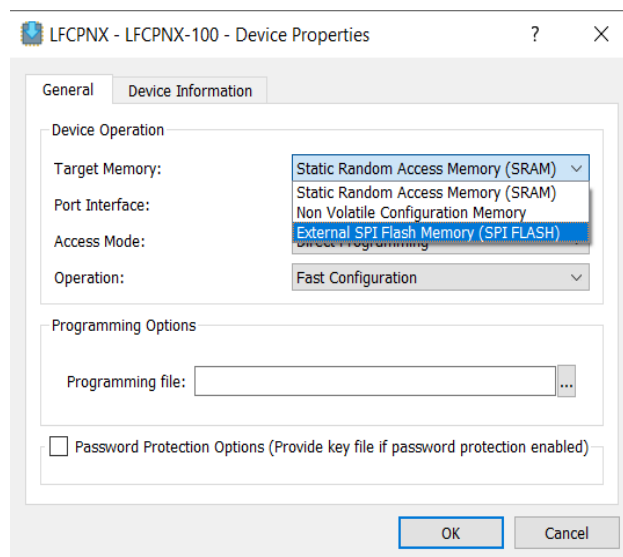 LFCPNX - LFCPNX-100 - Device Properties ? X
General Device Information
Device Operation
Target Memory: Static Random Access Memory (SRAM)
Static Random Access Memory (SRAM)
Port Interface:
Non Volatile Configuration Memory
External SPI Flash Memory (SPI FLASH)
Access Mode: Direct Programming
Operation: Fast Configuration
Programming Options
Programming file: ...
Password Protection Options (Provide key file if password protection enabled)
OK Cancel